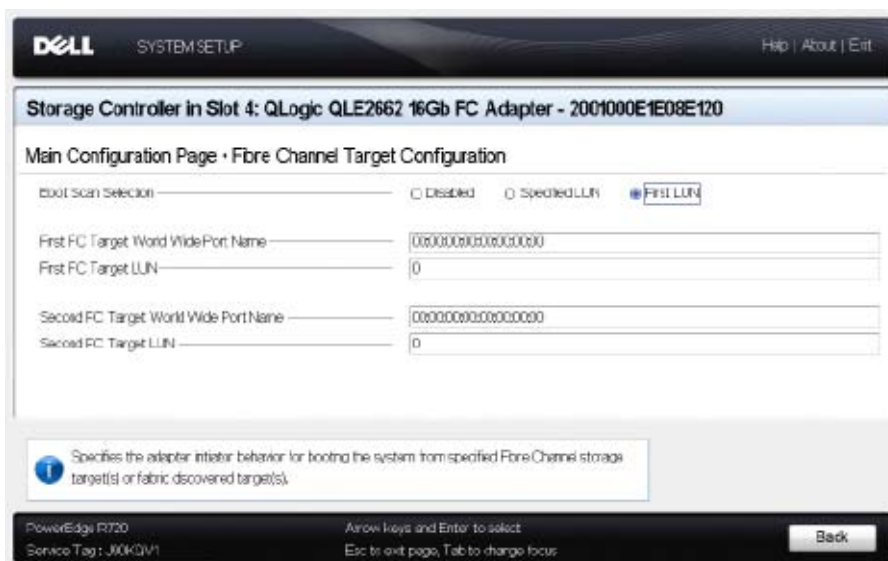 DELL SYSTEM SETUP Help | About | Exit
Storage Controller in Slot 4: QLogic QLE2662 16Gb FC Adapter - 2001000E1E08E120
Main Configuration Page • Fibre Channel Target Configuration
Boot Scan Selection Disabled Specified LUN First LUN
First FC Target World Wide Port Name 00:00:00:00:00:00:00:00
First FC Target LUN 0
Second FC Target World Wide Port Name 00:00:00:00:00:00:00:00
Second FC Target LUN 0
Specifies the adapter initiator behavior for booting the system from specified Fibre Channel storage
target(s) or fabric discovered target(s).
PowerEdge R720 Arrow keys and Enter to select
Service Tag : Esc to exit page, Tab to change focus
Back